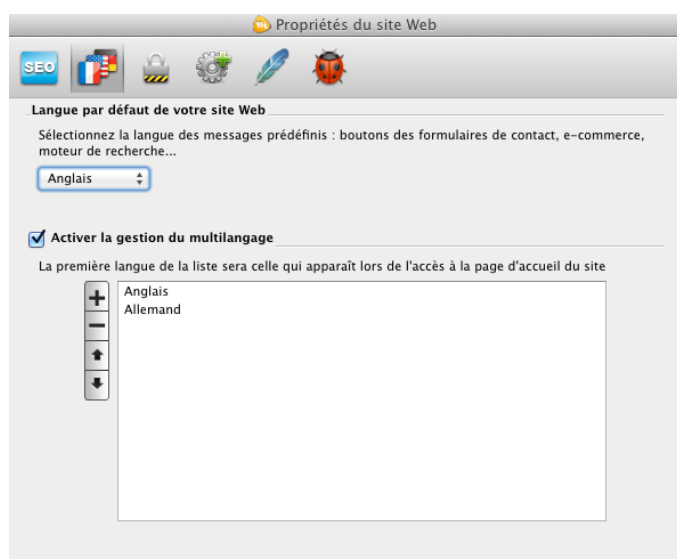 Propriétés du site Web
SEO
Langue par défaut de votre site Web
Sélectionnez la langue des messages prédéfinis : boutons des formulaires de contact, e-commerce,
moteur de recherche...
Anglais
Activer la gestion du multilangage
La première langue de la liste sera celle qui apparaît lors de l'accès à la page d'accueil du site
Anglais
Allemand